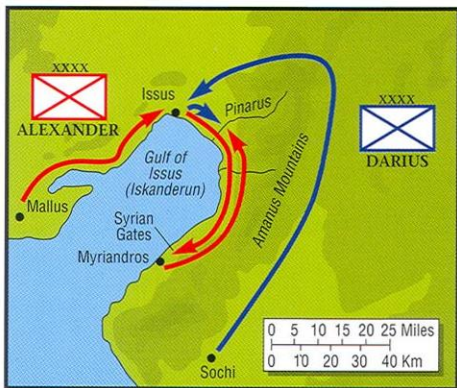 XXXX
ALEXANDER
Issus
Pinarus
XXXX
DARIUS
Gulf of
Issus
(Iskanderun)
Mallus
Amanus Mountains
Syrian
Gates
Myriandros
Sochi
0 5 10 15 20 25 Miles
0 10 20 30 40 Km